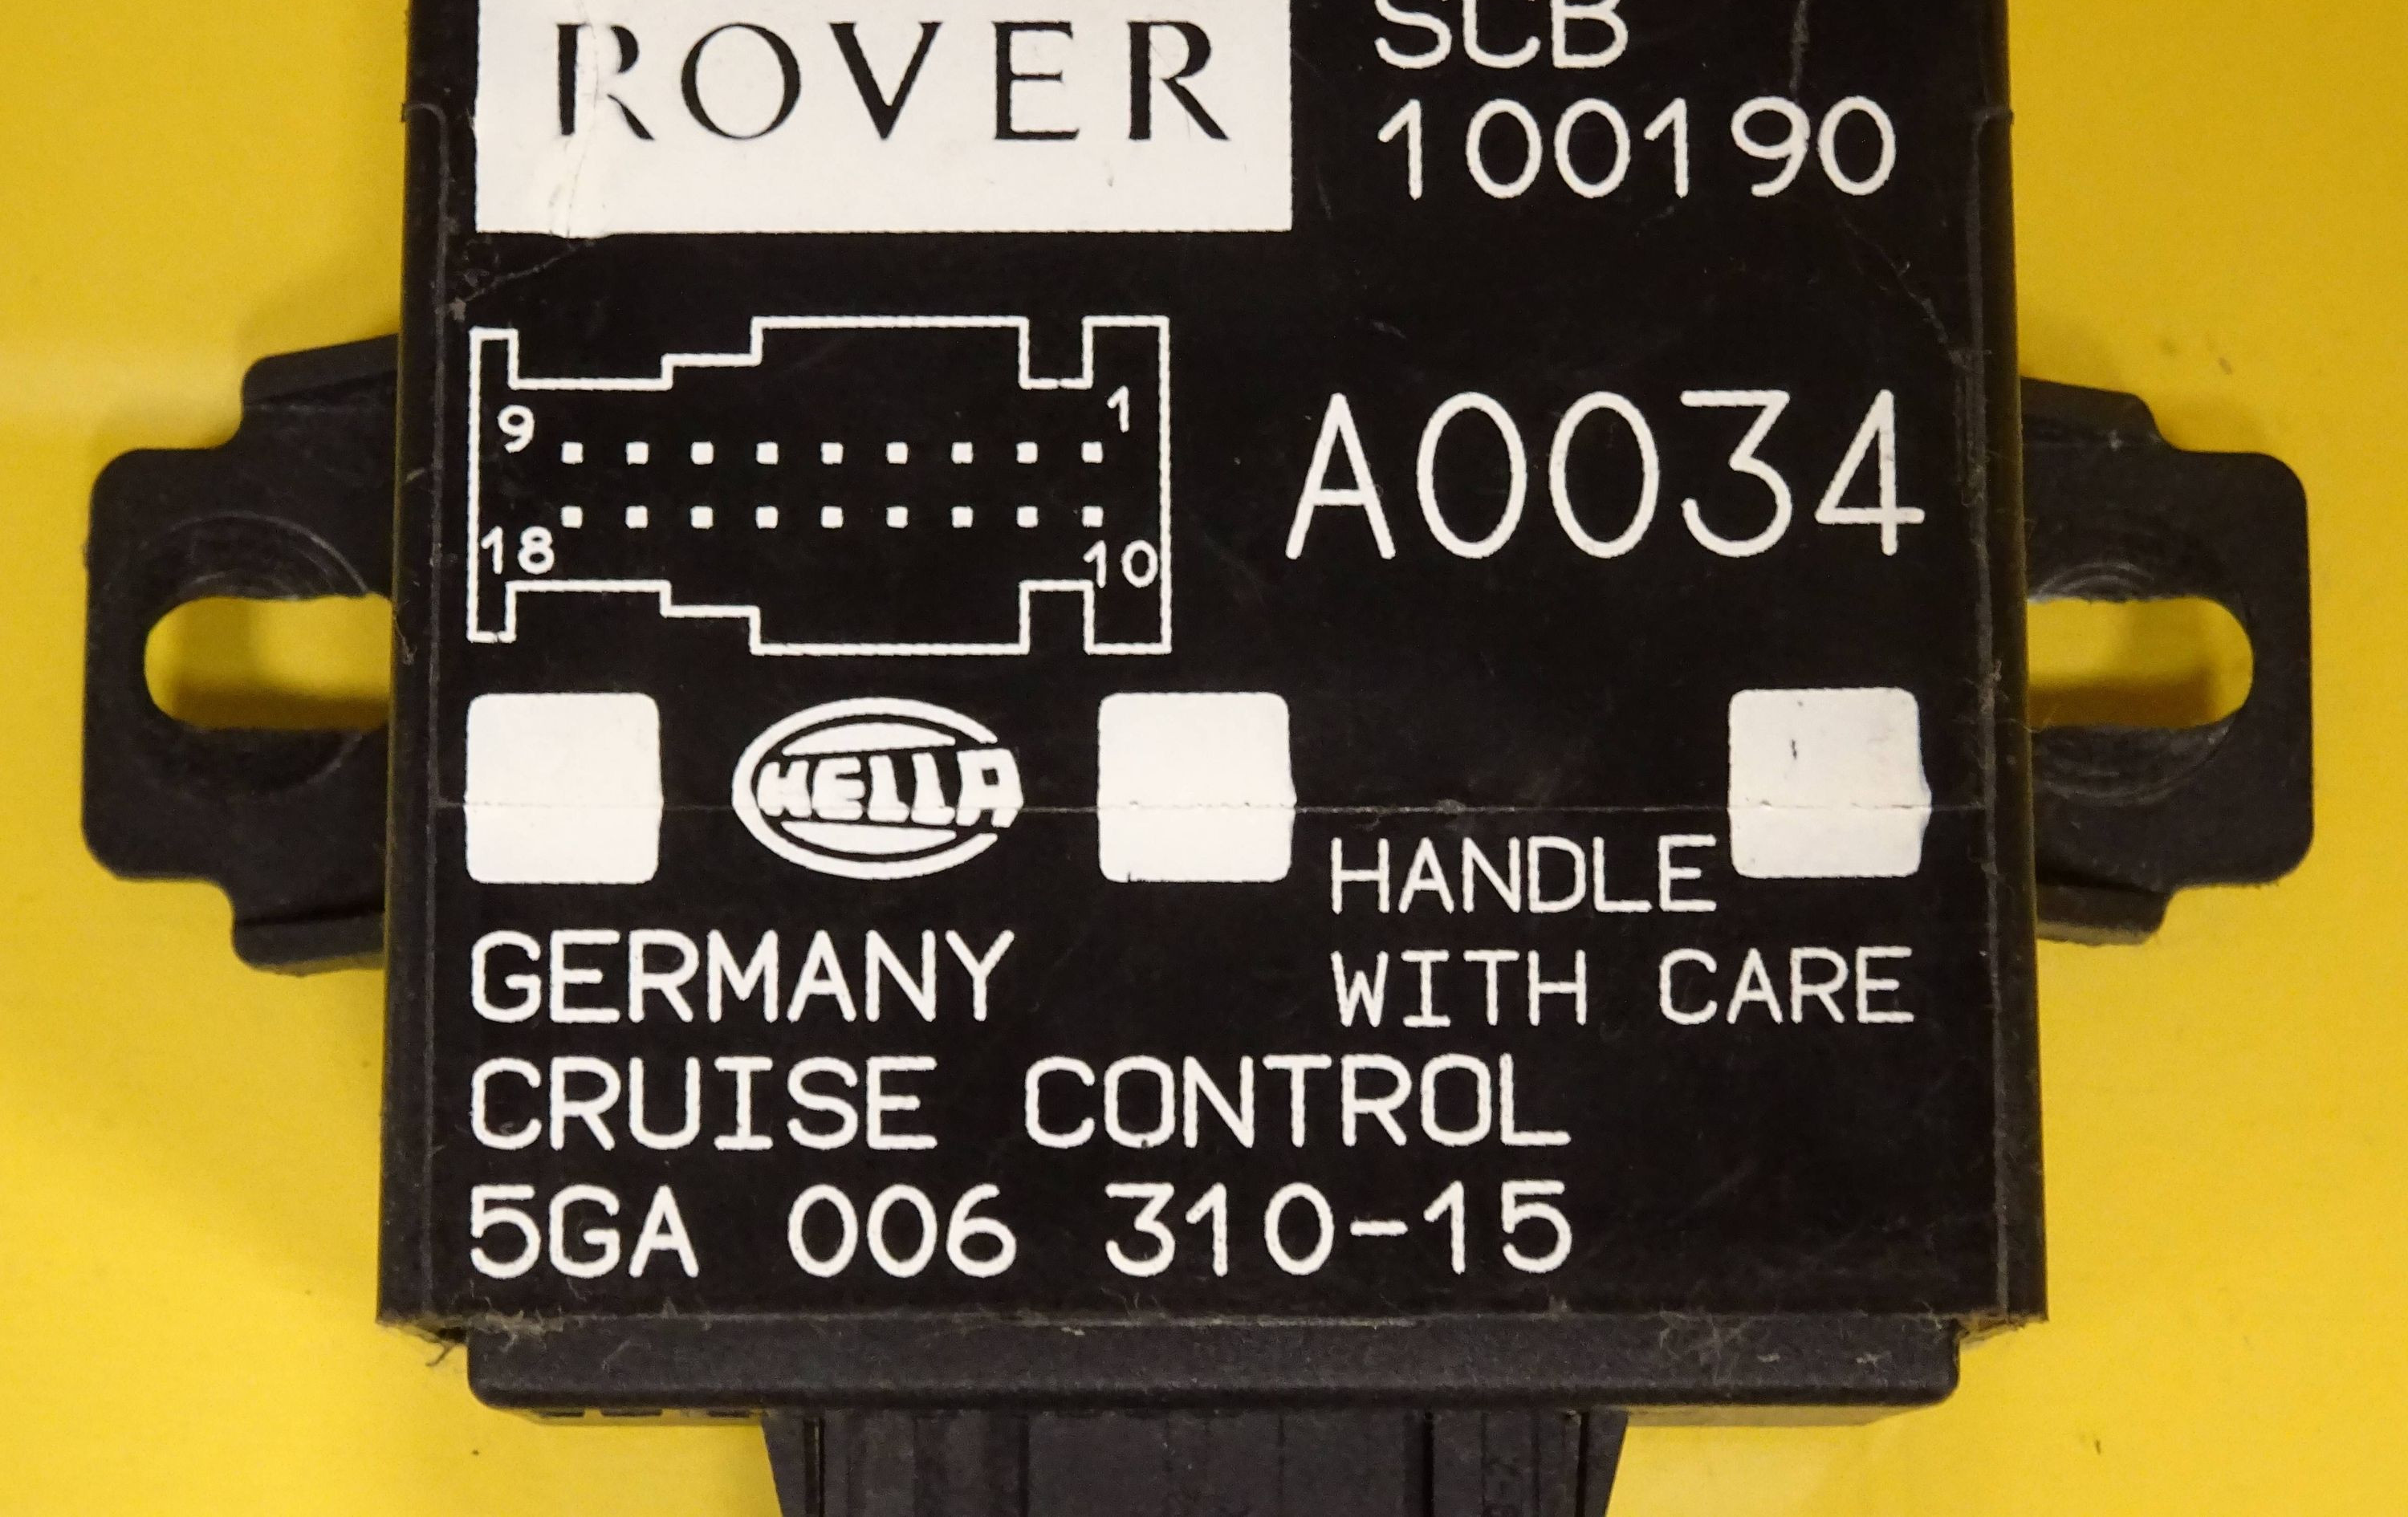 ROVER
SCB
100190
9 1
18 10
A0034
HELLA
HANDLE
WITH CARE
GERMANY
CRUISE CONTROL
5GA 006 310-15